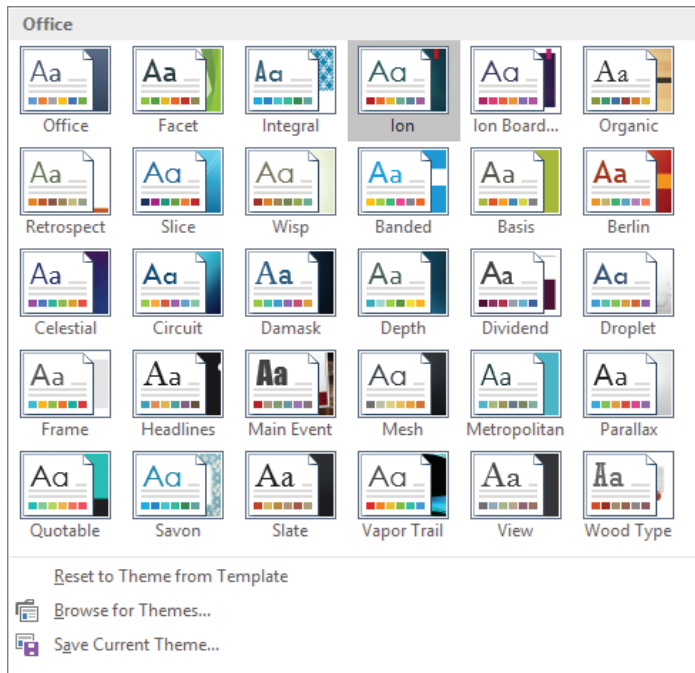 Office
Aa Aa Aa Aa Aa Aa
Office Facet Integral Ion Ion Board... Organic
Aa Aa Aa Aa Aa Aa
Retrospect Slice Wisp Banded Basis Berlin
Aa Aa Aa Aa Aa Aa
Celestial Circuit Damask Depth Dividend Droplet
Aa Aa Aa Aa Aa Aa
Frame Headlines Main Event Mesh Metropolitan Parallax
Aa Aa Aa Aa Aa Aa
Quotable Savon Slate Vapor Trail View Wood Type
Reset to Theme from Template
Browse for Themes...
Save Current Theme...